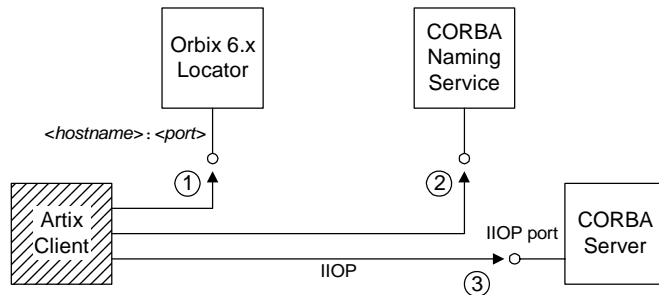 Orbix 6.x
Locator
CORBA
Naming
Service
<hostname>:<port>
1
2
Artix
Client
IIOP
3
IIOP port
CORBA
Server